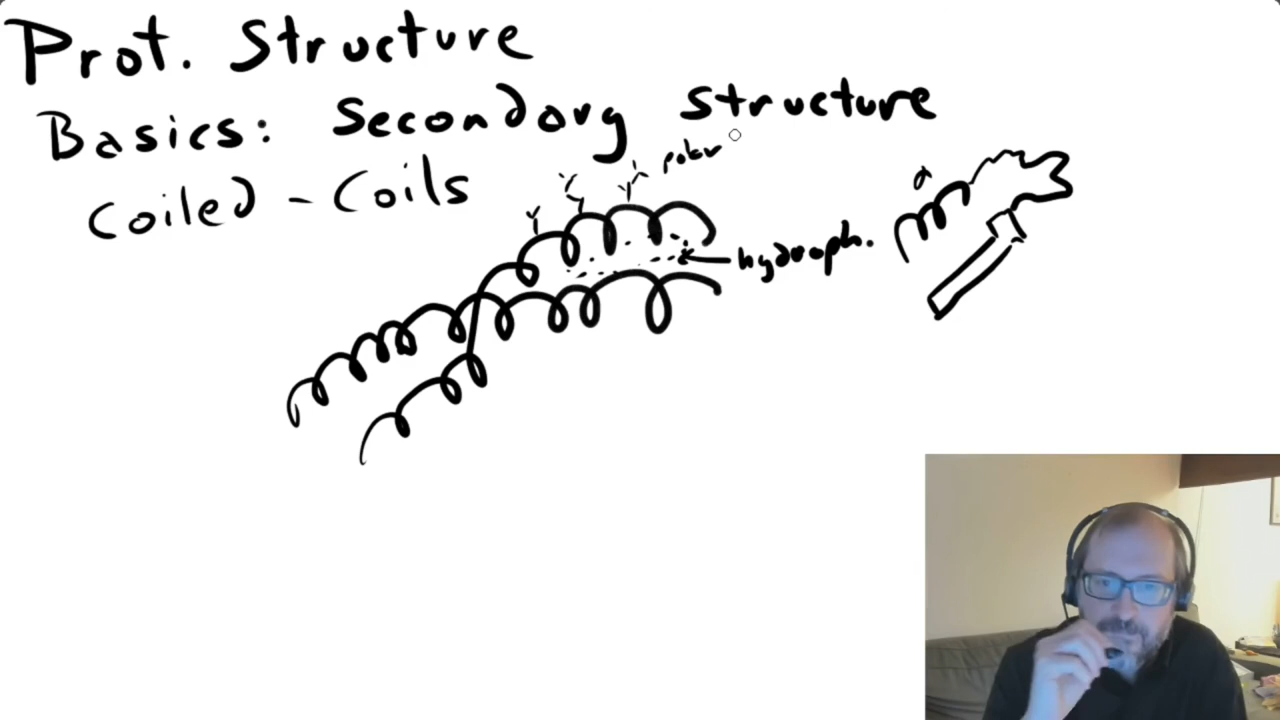 Prot. Structure
Basics: Secondary structure
Coiled - Coils
polar
α
hydroph.